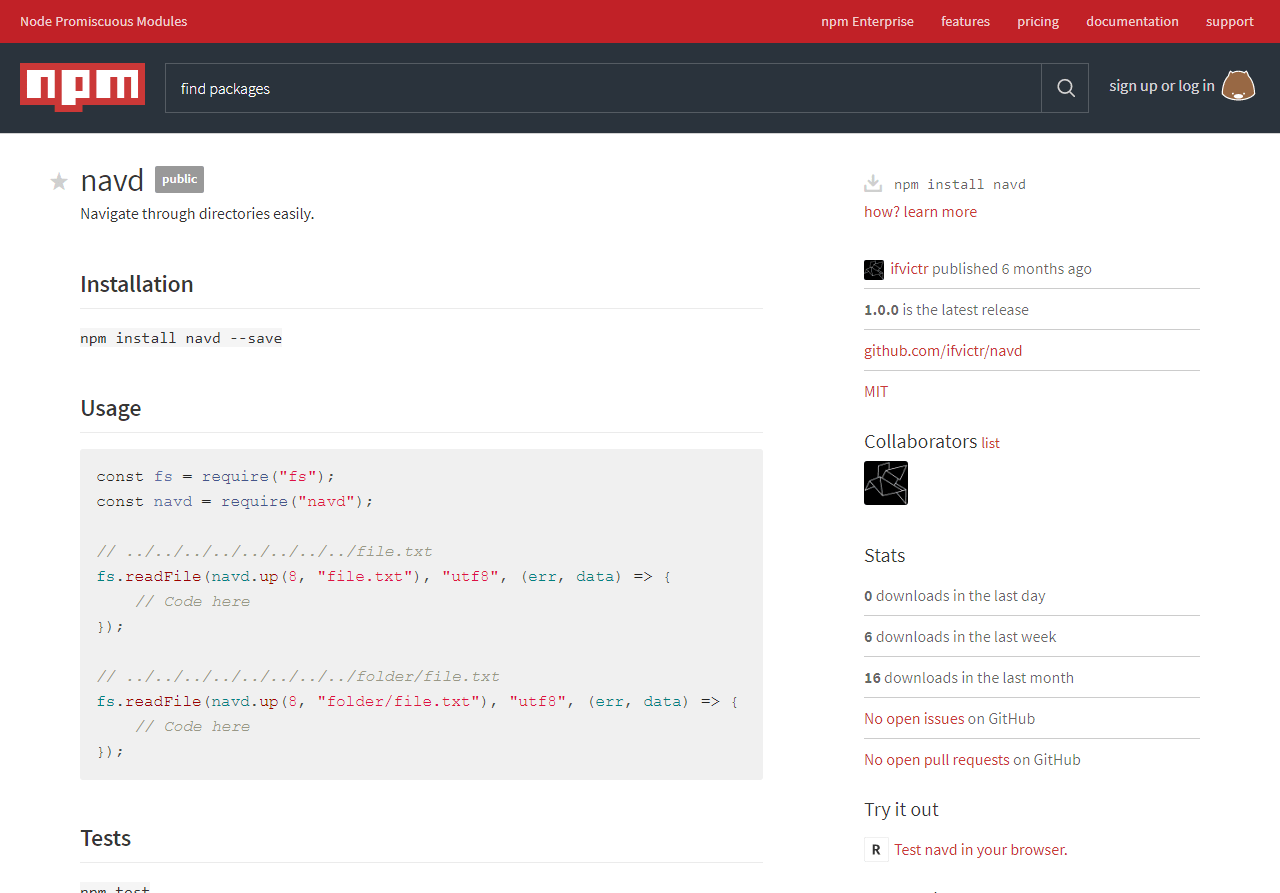 Node Promiscuous Modules
npm Enterprise features pricing documentation support
npm
find packages
sign up or log in
navd public
Navigate through directories easily.
Installation
npm install navd --save
Usage
const fs = require("fs");
const navd = require("navd");
// ../../../../../../../../file.txt
fs.readFile(navd.up(8, "file.txt"), "utf8", (err, data) => {
// Code here
});
// ../../../../../../../../folder/file.txt
fs.readFile(navd.up(8, "folder/file.txt"), "utf8", (err, data) => {
// Code here
});
Tests
npm test
npm install navd
how? learn more
ifvictr published 6 months ago
1.0.0 is the latest release
github.com/ifvictr/navd
MIT
Collaborators list
Stats
0 downloads in the last day
6 downloads in the last week
16 downloads in the last month
No open issues on GitHub
No open pull requests on GitHub
Try it out
R Test navd in your browser.